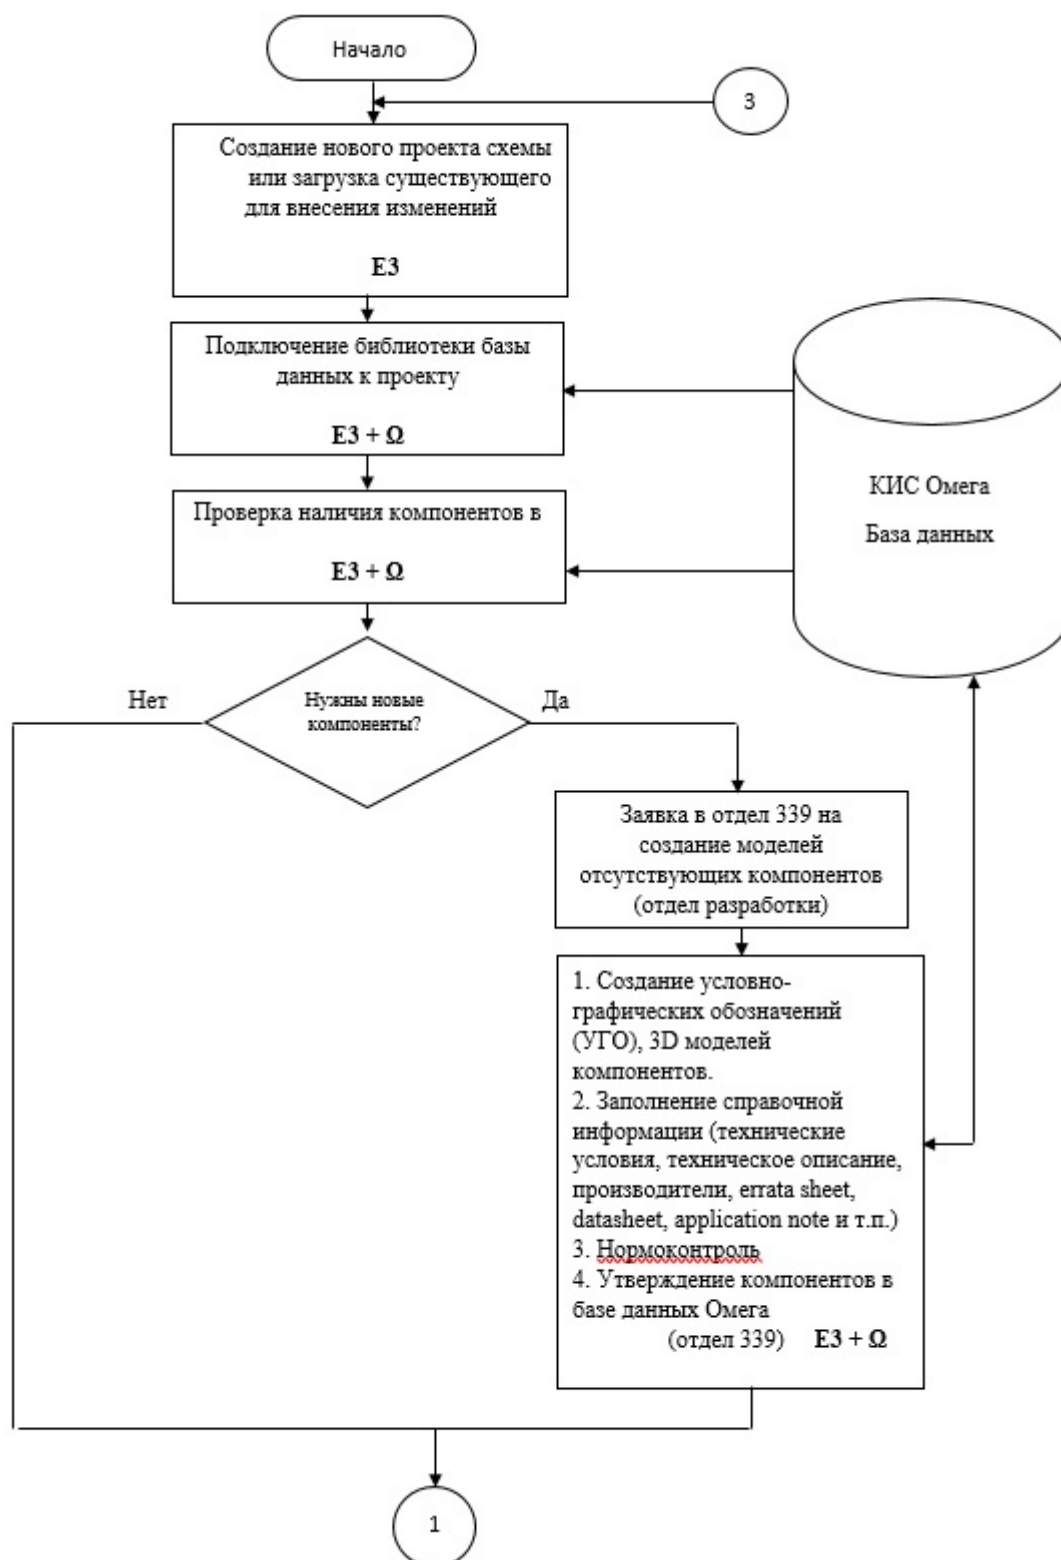 Начало
3
Создание нового проекта схемы
или загрузка существующего
для внесения изменений
E3
Подключение библиотеки базы
данных к проекту
E3 + Ω
Проверка наличия компонентов в
E3 + Ω
КИС Омега
База данных
Нет
Нужны новые
компоненты?
Да
Заявка в отдел 339 на
создание моделей
отсутствующих компонентов
(отдел разработки)
1. Создание условно-
графических обозначений
(УГО), 3D моделей
компонентов.
2. Заполнение справочной
информации (технические
условия, техническое описание,
производители, errata sheet,
datasheet, application note и т.п.)
3. Нормоконтроль
4. Утверждение компонентов в
базе данных Омега
(отдел 339) E3 + Ω
1